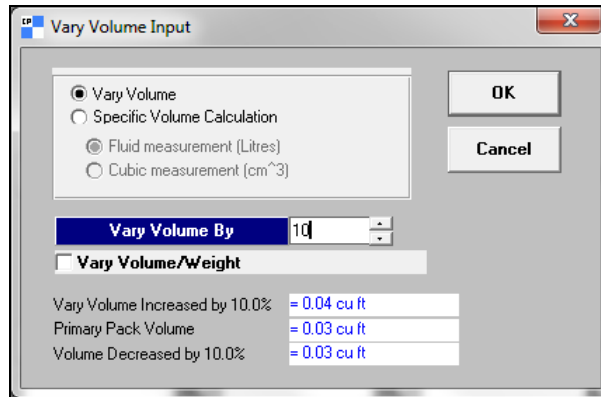 CP Vary Volume Input
Vary Volume
Specific Volume Calculation
Fluid measurement (Litres)
Cubic measurement (cm^3)
OK
Cancel
Vary Volume By 10
Vary Volume/Weight
Vary Volume Increased by 10.0% = 0.04 cu ft
Primary Pack Volume = 0.03 cu ft
Volume Decreased by 10.0% = 0.03 cu ft